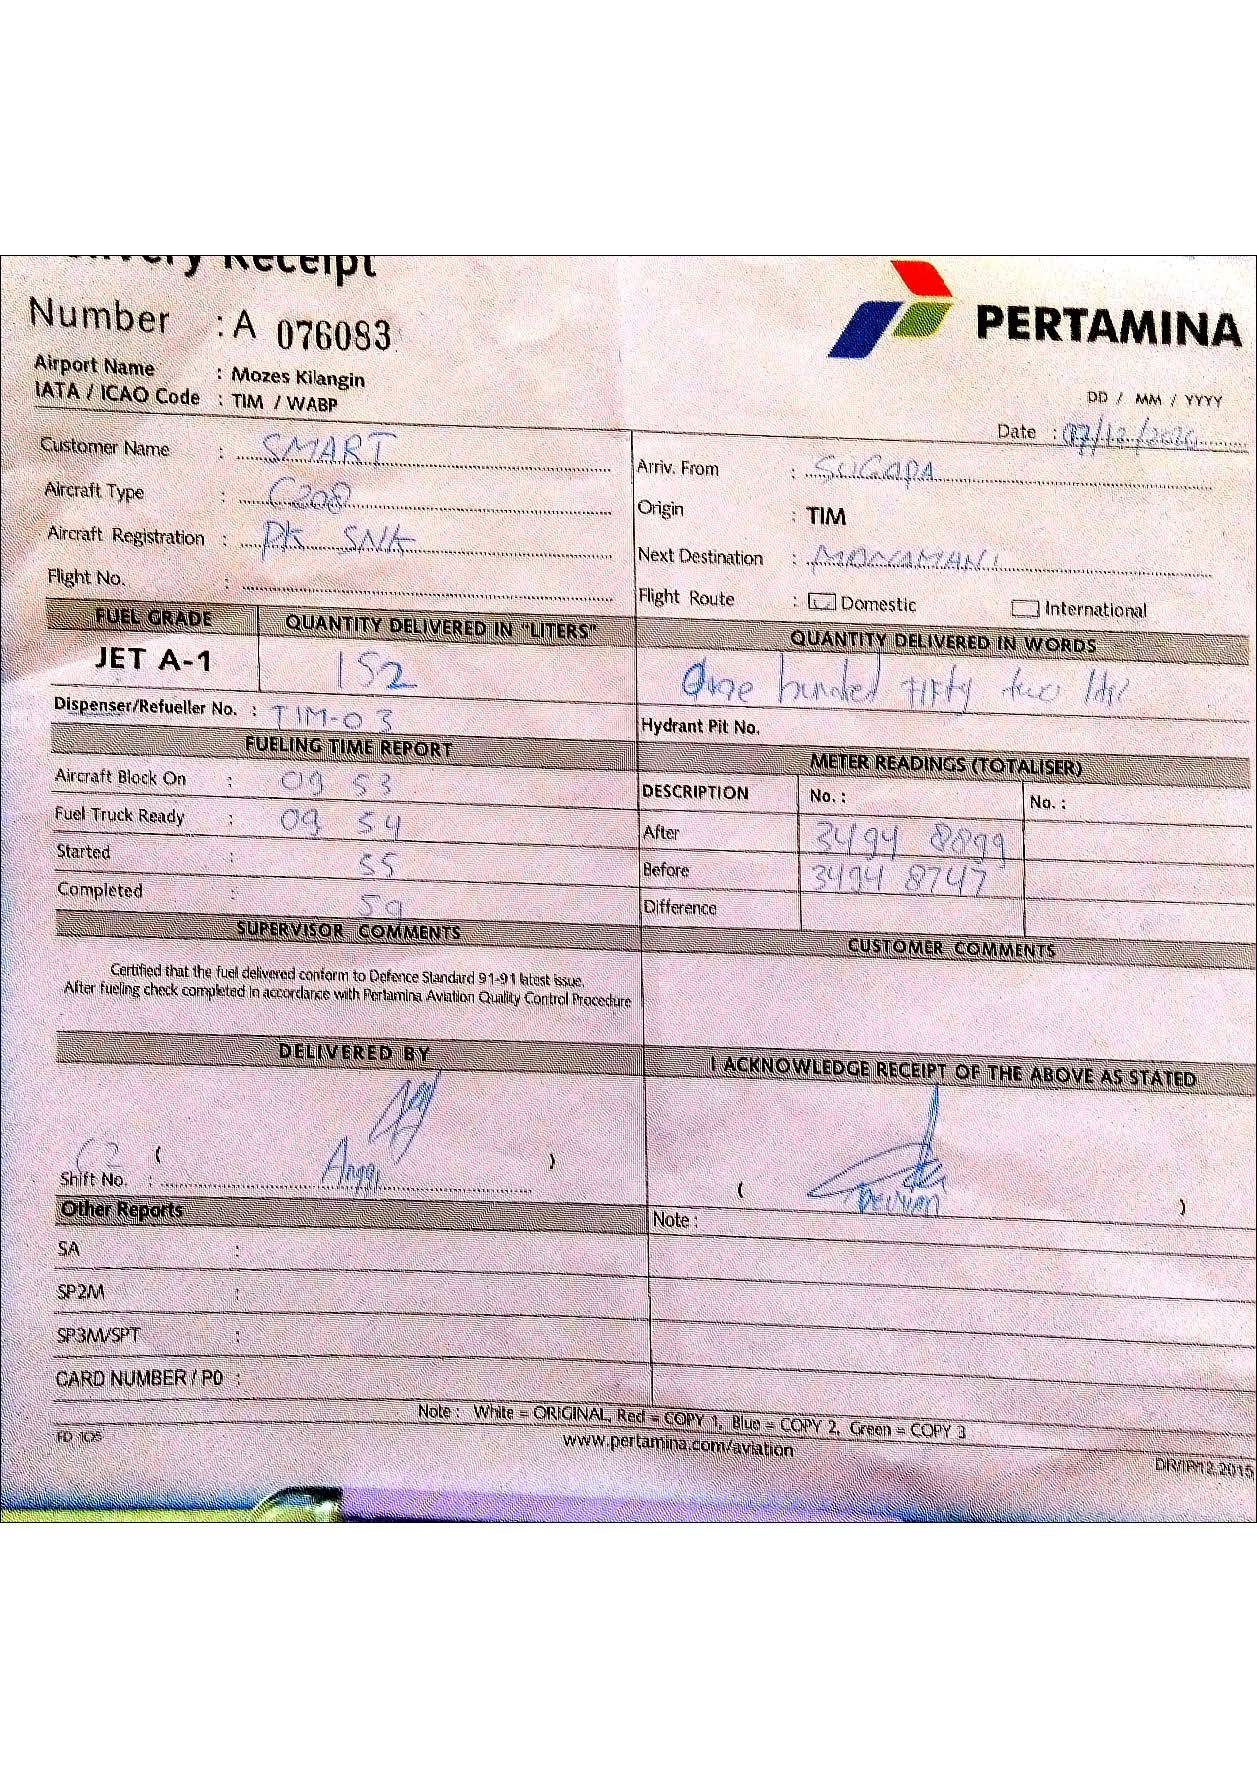 Delivery Receipt
PERTAMINA
Number : A 076083
Airport Name : Mozes Kilangin
IATA / ICAO Code : TIM / WABP
DD / MM / YYYY
Date : 07/12/2020
Customer Name : SMART
Arriv. From : SUGAPA
Aircraft Type : C208
Origin : TIM
Aircraft Registration : PK SNK
Next Destination : MONAMANI
Flight No. :
Flight Route : Domestic International
FUEL GRADE QUANTITY DELIVERED IN "LITERS" QUANTITY DELIVERED IN WORDS
JET A-1 152 One hundred fifty two
Dispenser/Refueller No. : TIM-03 Hydrant Pit No.
FUELING TIME REPORT METER READINGS (TOTALISER)
Aircraft Block On : 09 53 DESCRIPTION No. : No. :
Fuel Truck Ready : 09 54 After 3494 8899
Started : 55 Before 3494 8747
Completed : 59 Difference
SUPERVISOR COMMENTS CUSTOMER COMMENTS
Certified that the fuel delivered conform to Defence Standard 91-91 latest issue.
After fueling check completed in accordance with Pertamina Aviation Quality Control Procedure
DELIVERED BY I ACKNOWLEDGE RECEIPT OF THE ABOVE AS STATED
( )
Shift No. : Anggi
( )
Other Reports Note :
SA :
SP2M :
SP3M/SPT :
CARD NUMBER / PO :
Note : White = ORIGINAL, Red = COPY 1, Blue = COPY 2, Green = COPY 3
FD 105 www.pertamina.com/aviation